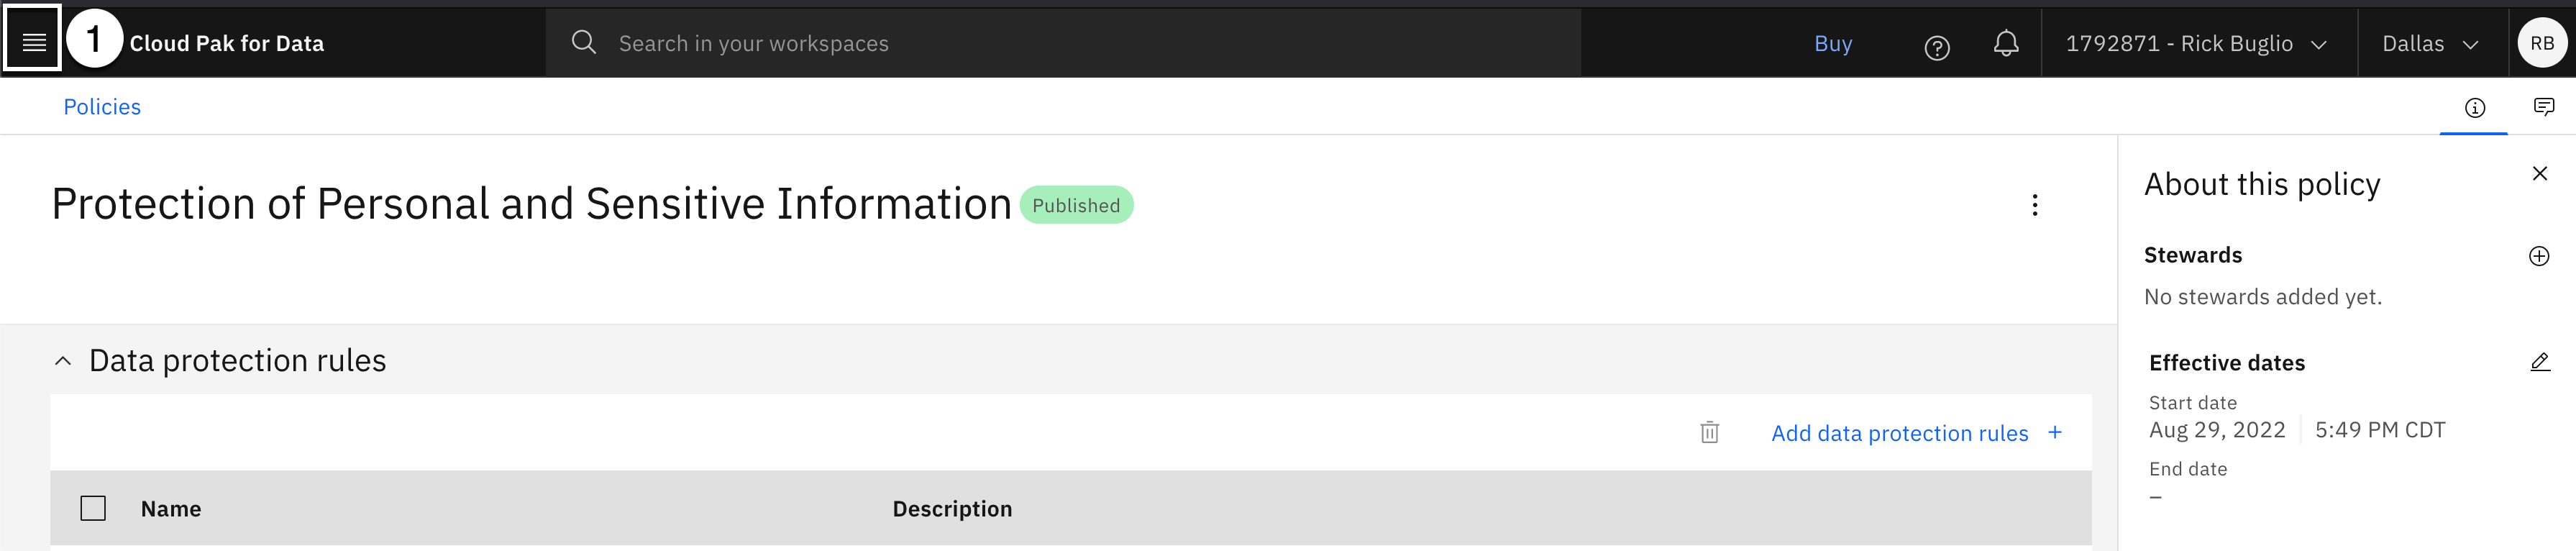 1 Cloud Pak for Data Search in your workspaces Buy 1792871 - Rick Buglio Dallas RB
Policies
Protection of Personal and Sensitive Information Published
Data protection rules
Add data protection rules +
Name Description
About this policy
Stewards
No stewards added yet.
Effective dates
Start date
Aug 29, 2022 5:49 PM CDT
End date
–